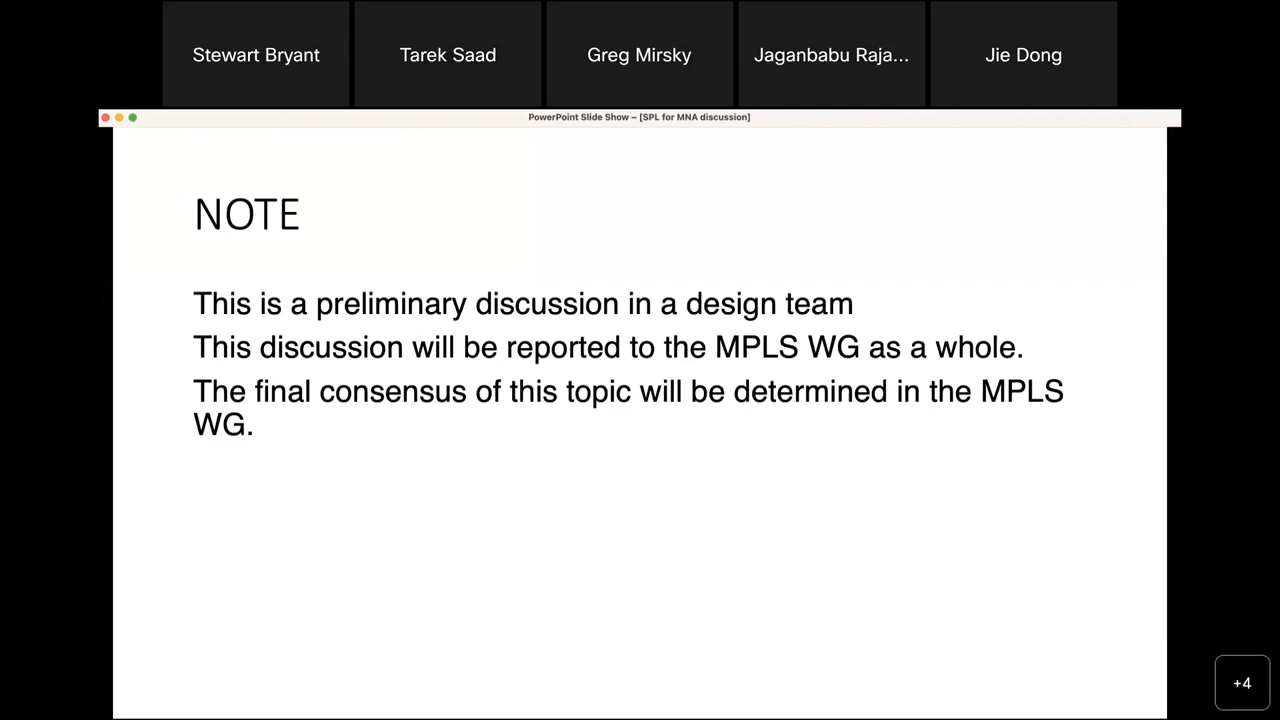 Stewart Bryant
Tarek Saad
Greg Mirsky
Jaganbabu Raja...
Jie Dong
PowerPoint Slide Show – [SPL for MNA discussion]
NOTE
This is a preliminary discussion in a design team
This discussion will be reported to the MPLS WG as a whole.
The final consensus of this topic will be determined in the MPLS
WG.
+4